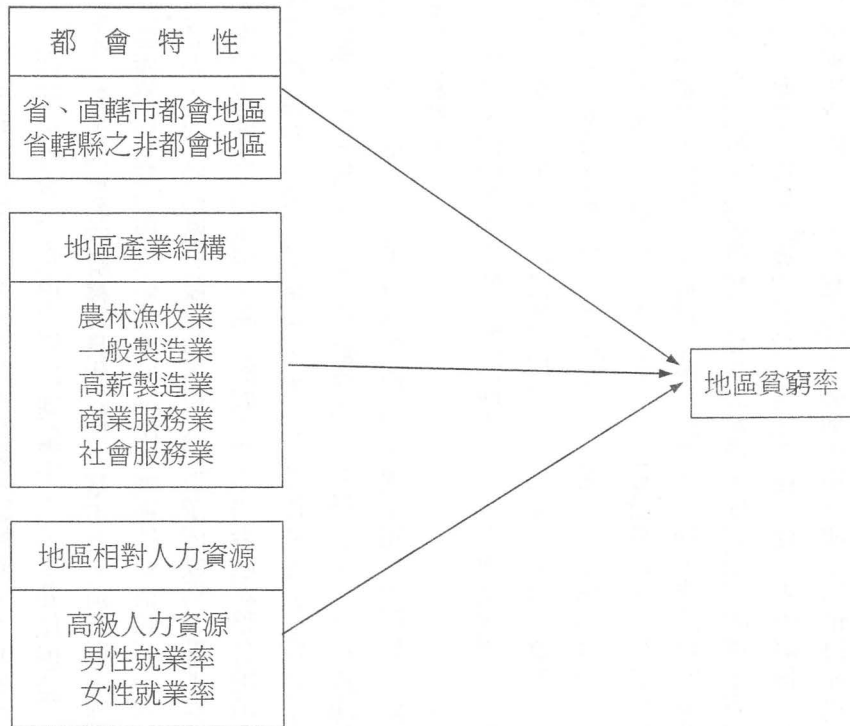 都會特性
省、直轄市都會地區
省轄縣之非都會地區
地區產業結構
農林漁牧業
一般製造業
高薪製造業
商業服務業
社會服務業
地區貧窮率
地區相對人力資源
高級人力資源
男性就業率
女性就業率